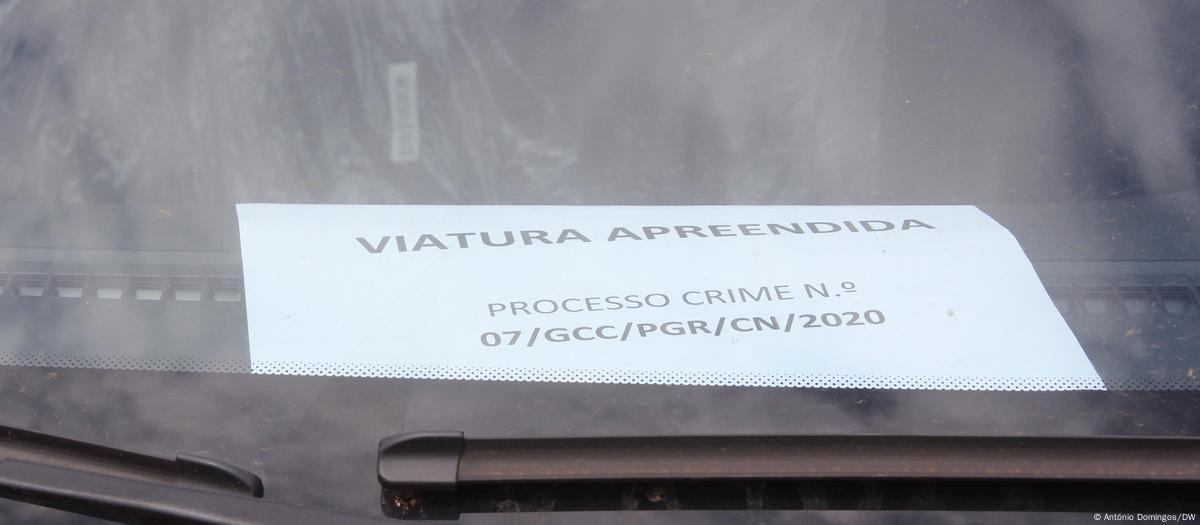 VIATURA APREENDIDA
PROCESSO CRIME N.º
07/GCC/PGR/CN/2020
© António Domingos/DW